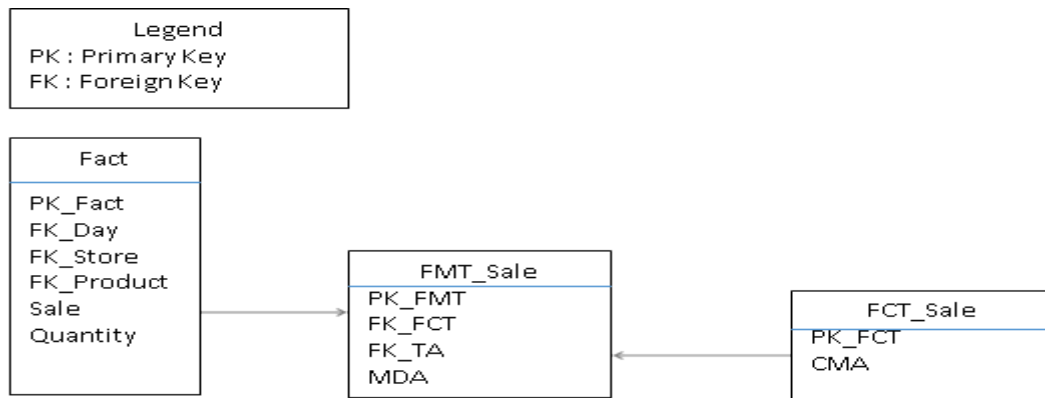 Legend
PK : Primary Key
FK : Foreign Key
Fact
PK_Fact
FK_Day
FK_Store
FK_Product
Sale
Quantity
FMT_Sale
PK_FMT
FK_FCT
FK_TA
MDA
FCT_Sale
PK_FCT
CMA